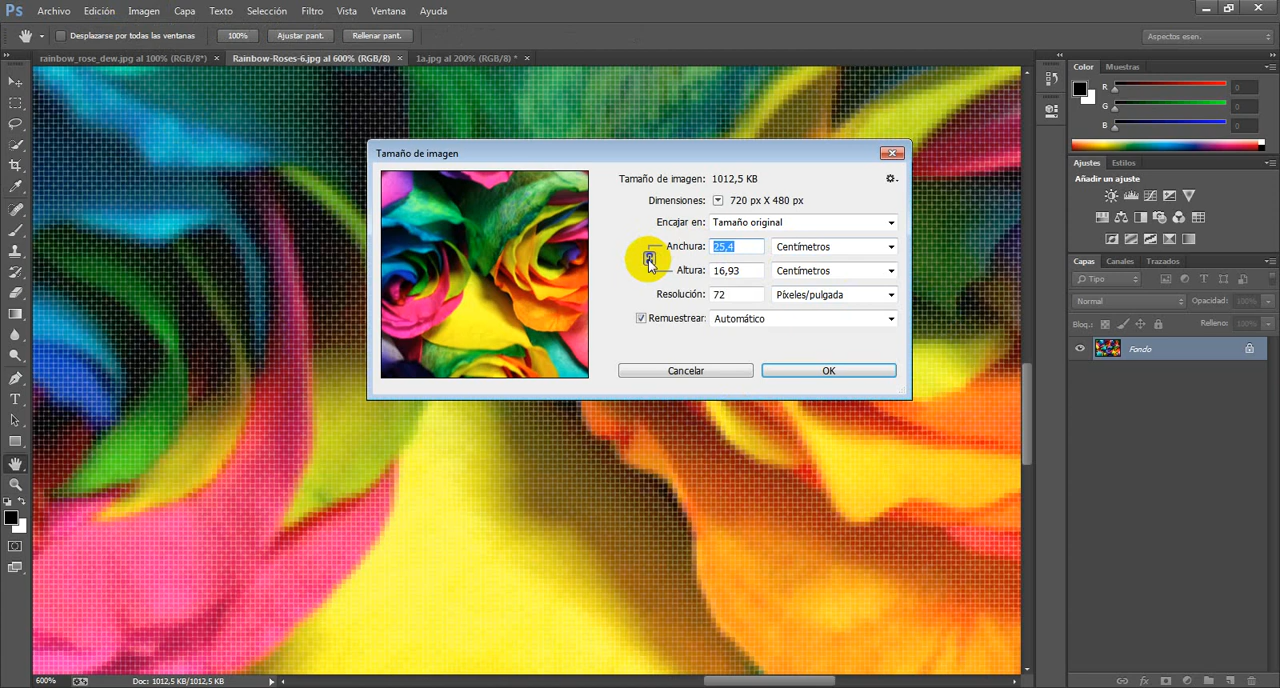 Ps Archivo Edición Imagen Capa Texto Selección Filtro Vista Ventana Ayuda
Desplazarse por todas las ventanas 100% Ajustar pant. Rellenar pant. Aspectos esen.
rainbow_rose_dew.jpg al 100% (RGB/8*) × Rainbow-Roses-6.jpg al 600% (RGB/8) × 1a.jpg al 200% (RGB/8) * ×
Color Muestras
R 0
G 0
B 0
Ajustes Estilos
Añadir un ajuste
Capas Canales Trazados
Tipo
Normal Opacidad: 100%
Bloq.: Relleno: 100%
Fondo
Tamaño de imagen
Tamaño de imagen: 1012,5 KB
Dimensiones: 720 px X 480 px
Encajar en: Tamaño original
Anchura: 25,4 Centímetros
Altura: 16,93 Centímetros
Resolución: 72 Píxeles/pulgada
Remuestrear: Automático
Cancelar OK
T
600% Doc: 1012,5 KB/1012,5 KB
fx